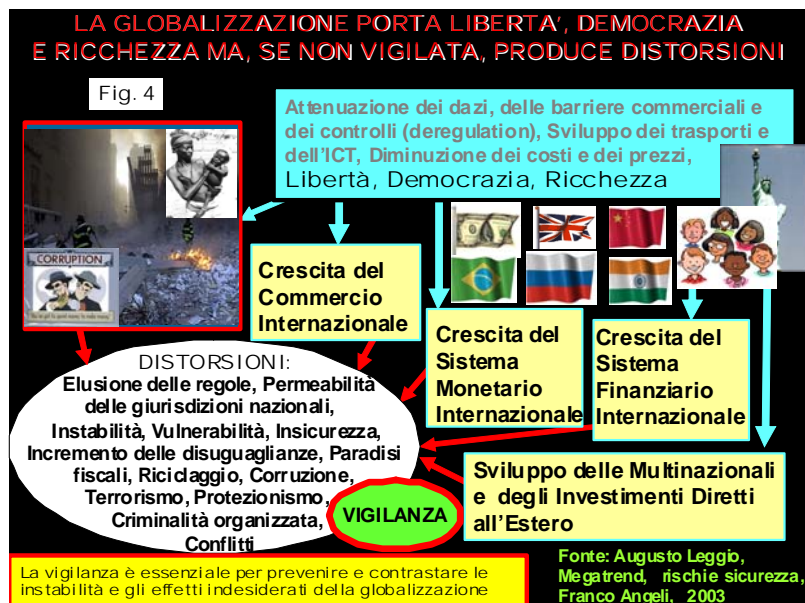 LA GLOBALIZZAZIONE PORTA LIBERTA', DEMOCRAZIA
E RICCHEZZA MA, SE NON VIGILATA, PRODUCE DISTORSIONI
Fig. 4
Attenuazione dei dazi, delle barriere commerciali e
dei controlli (deregulation), Sviluppo dei trasporti e
dell'ICT, Diminuzione dei costi e dei prezzi,
Libertà, Democrazia, Ricchezza
CORRUPTION
Crescita del
Commercio
Internazionale
Crescita del
Sistema
Monetario
Internazionale
Crescita del
Sistema
Finanziario
Internazionale
DISTORSIONI:
Elusione delle regole, Permeabilità
delle giurisdizioni nazionali,
Instabilità, Vulnerabilità, Insicurezza,
Incremento delle disuguaglianze, Paradisi
fiscali, Riciclaggio, Corruzione,
Terrorismo, Protezionismo,
Criminalità organizzata,
Conflitti
VIGILANZA
Sviluppo delle Multinazionali
e degli Investimenti Diretti
all'Estero
La vigilanza è essenziale per prevenire e contrastare le
instabilità e gli effetti indesiderati della globalizzazione
Fonte: Augusto Leggio,
Megatrend, rischi e sicurezza,
Franco Angeli, 2003